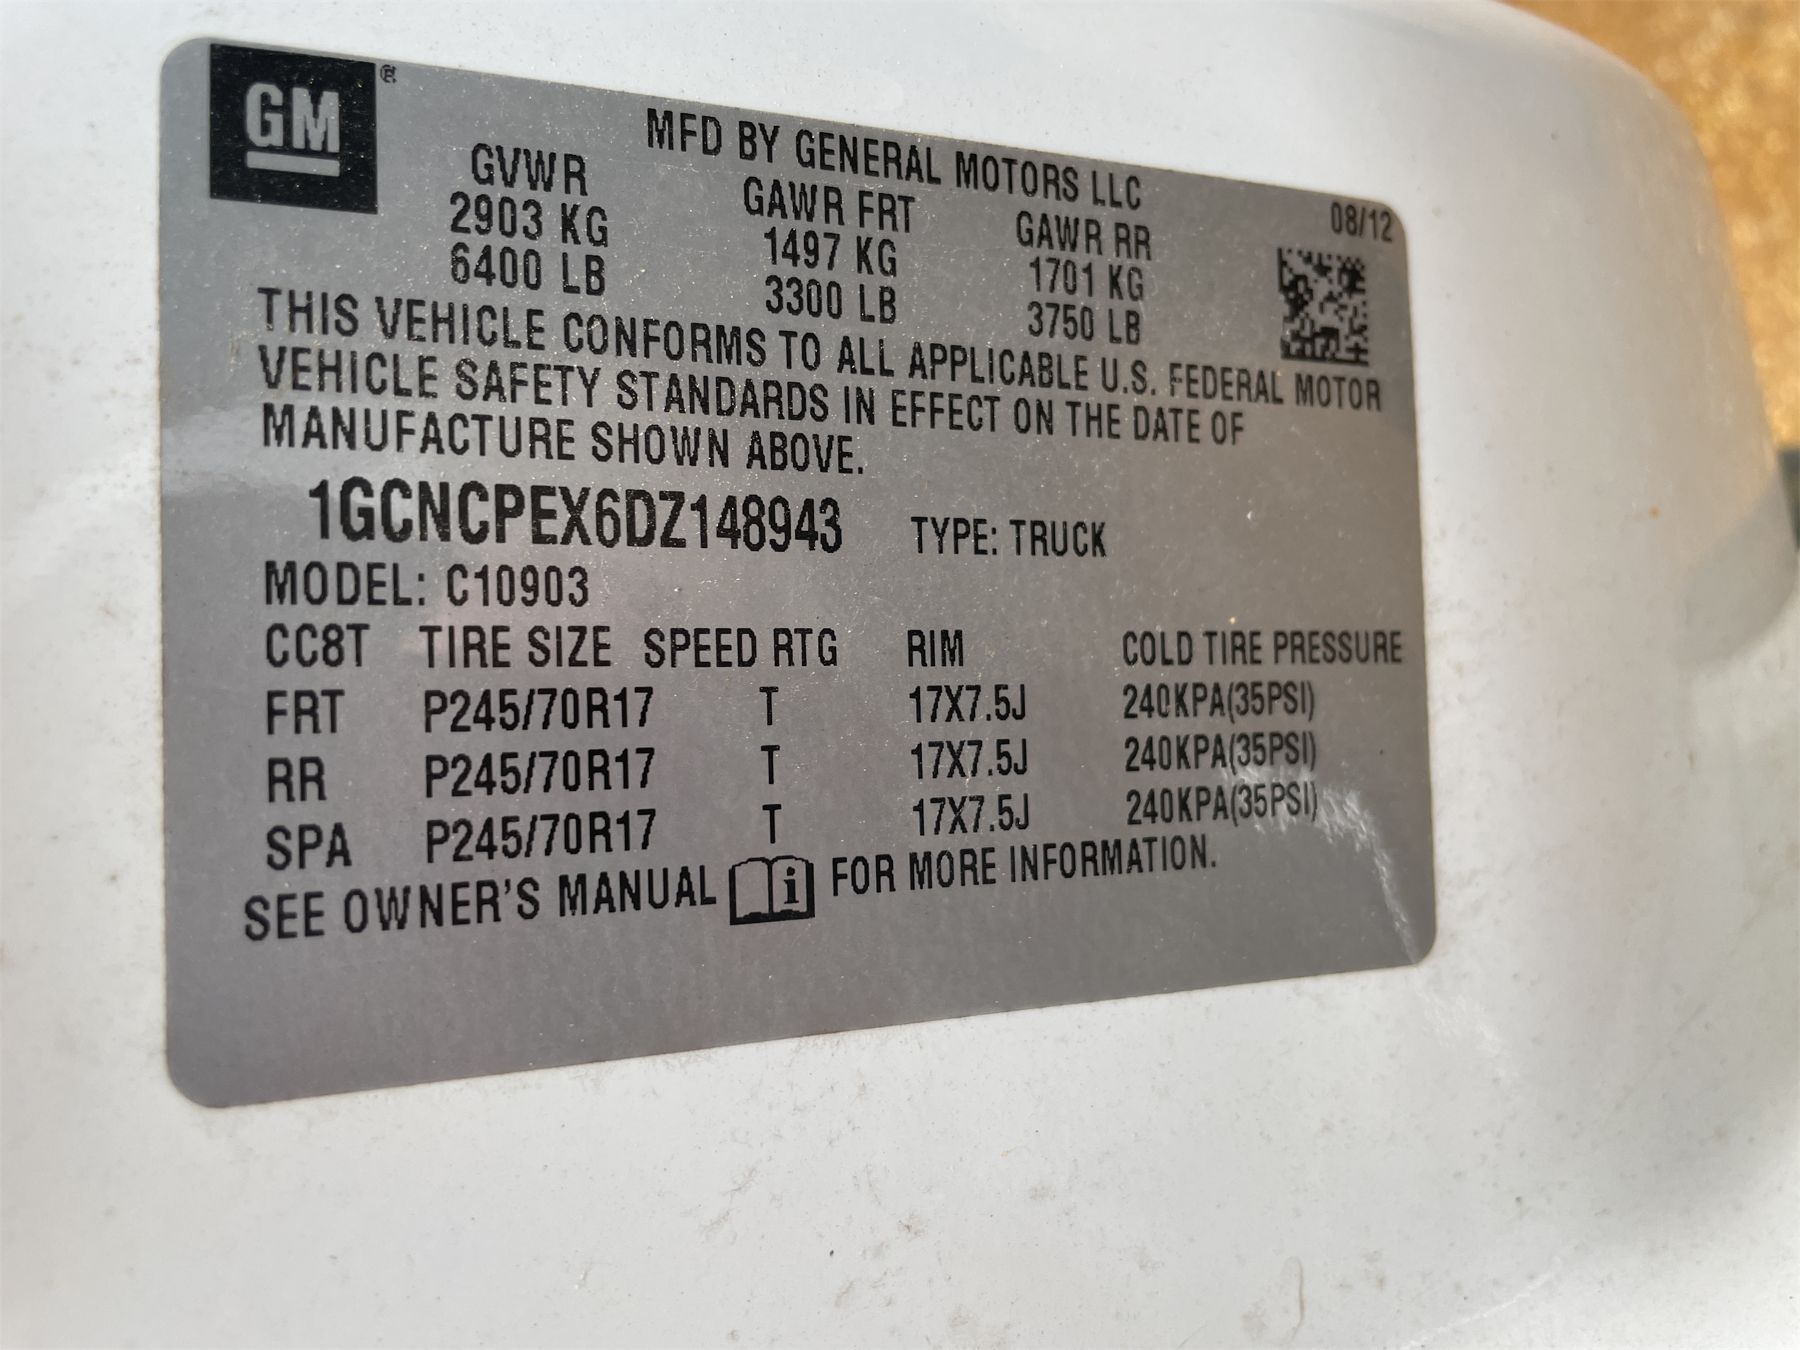 GM ®
MFD BY GENERAL MOTORS LLC
08/12
GVWR GAWR FRT GAWR RR
2903 KG 1497 KG 1701 KG
6400 LB 3300 LB 3750 LB
THIS VEHICLE CONFORMS TO ALL APPLICABLE U.S. FEDERAL MOTOR
VEHICLE SAFETY STANDARDS IN EFFECT ON THE DATE OF
MANUFACTURE SHOWN ABOVE.
1GCNCPEX6DZ148943 TYPE: TRUCK
MODEL: C10903
CC8T TIRE SIZE SPEED RTG RIM COLD TIRE PRESSURE
FRT P245/70R17 T 17X7.5J 240KPA(35PSI)
RR P245/70R17 T 17X7.5J 240KPA(35PSI)
SPA P245/70R17 T 17X7.5J 240KPA(35PSI)
SEE OWNER'S MANUAL i FOR MORE INFORMATION.